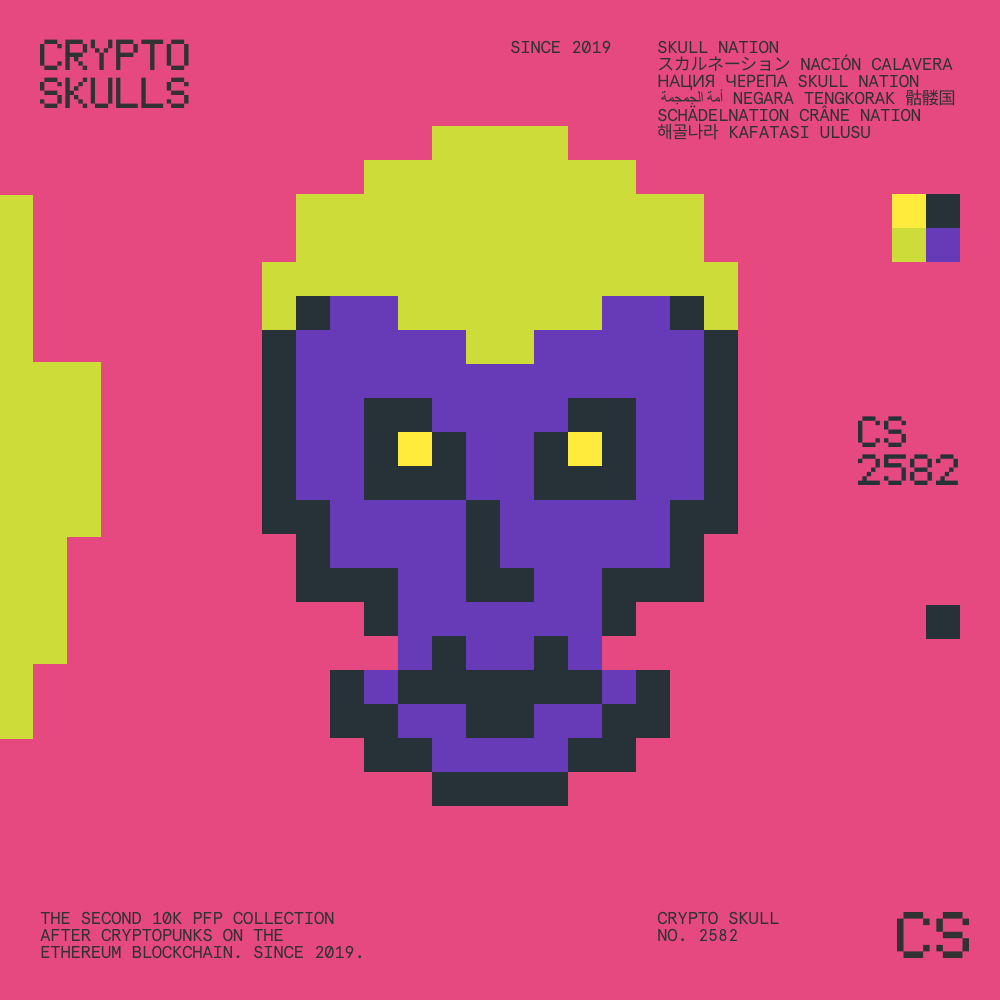 CRYPTO
SKULLS
SINCE 2019
SKULL NATION
スカルネーション NACIÓN CALAVERA
НАЦИЯ ЧЕРЕПА SKULL NATION
أمة الجمجمة NEGARA TENGKORAK 骷髅国
SCHÄDELNATION CRÂNE NATION
해골나라 KAFATASI ULUSU
CS
2582
THE SECOND 10K PFP COLLECTION
AFTER CRYPTOPUNKS ON THE
ETHEREUM BLOCKCHAIN. SINCE 2019.
CRYPTO SKULL
NO. 2582
CS